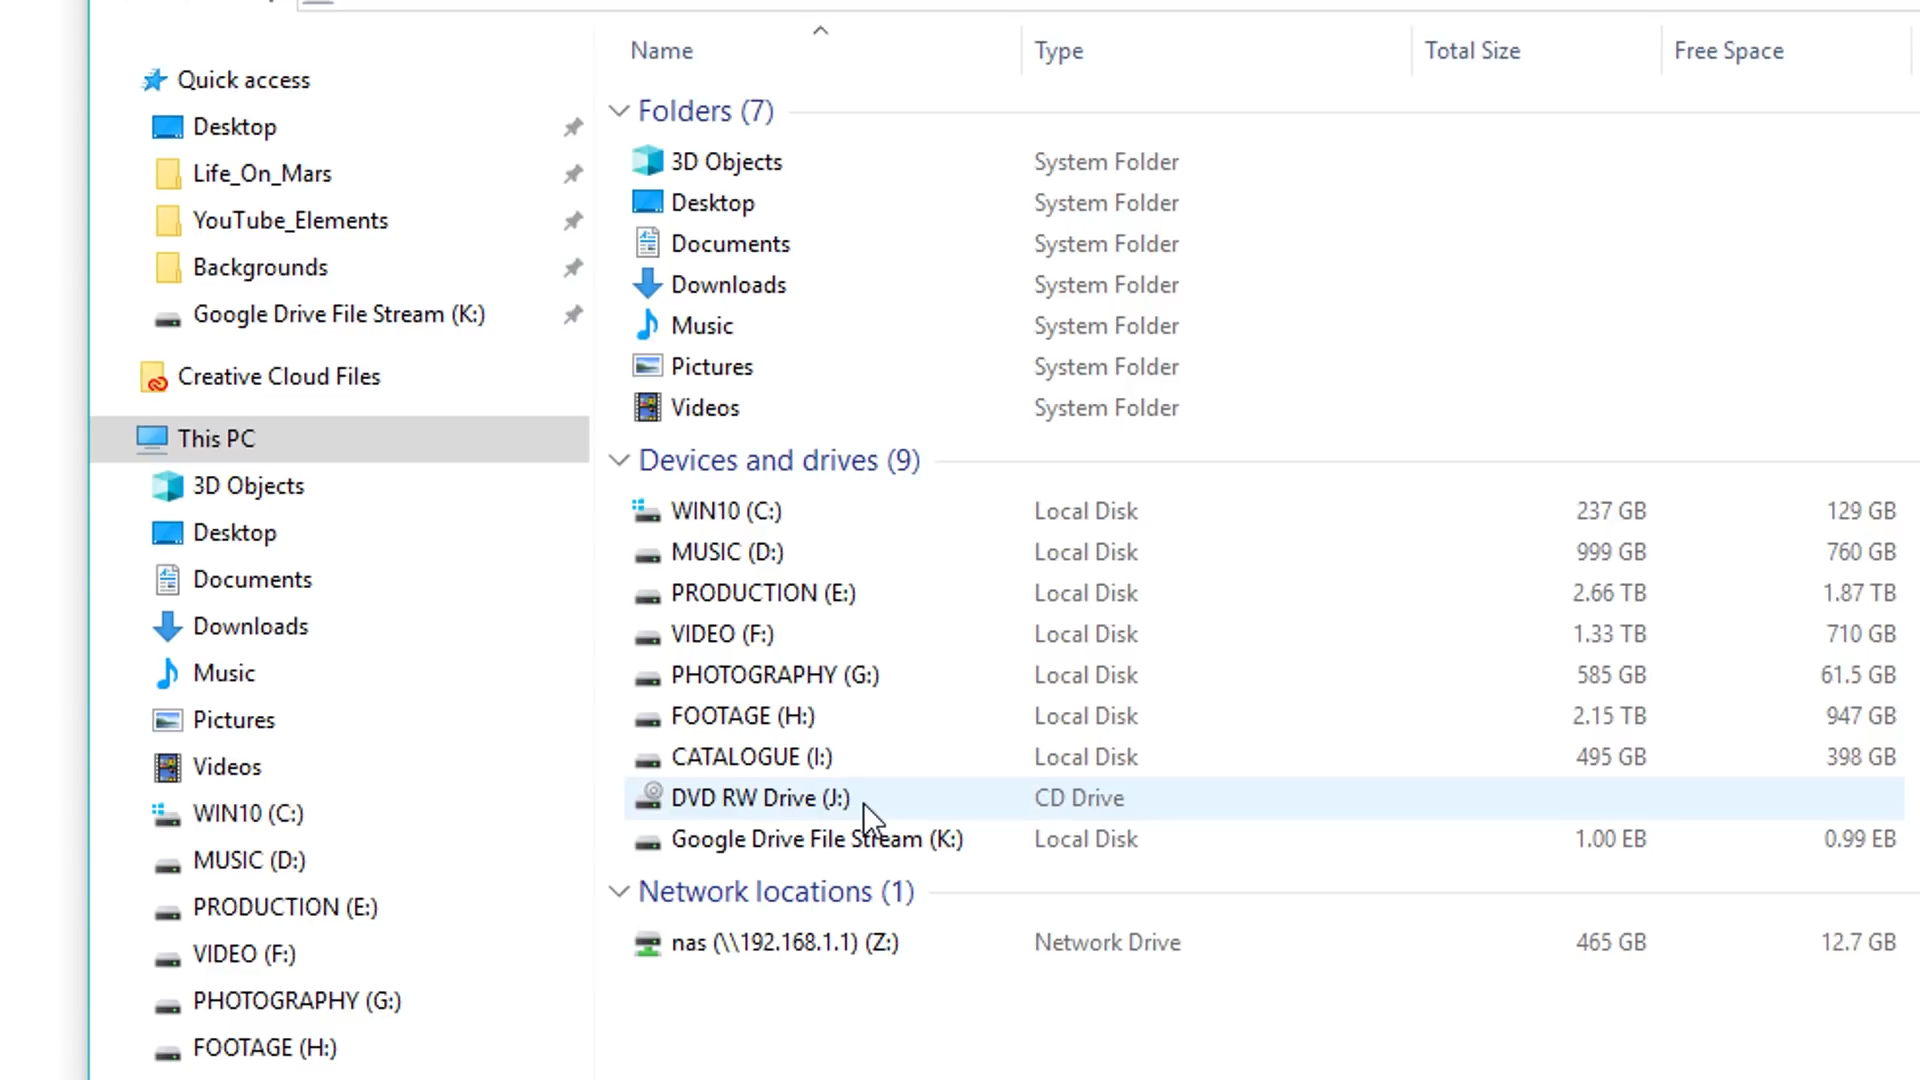 Quick access
Desktop
Life_On_Mars
YouTube_Elements
Backgrounds
Google Drive File Stream (K:)
Creative Cloud Files
This PC
3D Objects
Desktop
Documents
Downloads
Music
Pictures
Videos
WIN10 (C:)
MUSIC (D:)
PRODUCTION (E:)
VIDEO (F:)
PHOTOGRAPHY (G:)
FOOTAGE (H:)
Name Type Total Size Free Space
Folders (7)
3D Objects System Folder
Desktop System Folder
Documents System Folder
Downloads System Folder
Music System Folder
Pictures System Folder
Videos System Folder
Devices and drives (9)
WIN10 (C:) Local Disk 237 GB 129 GB
MUSIC (D:) Local Disk 999 GB 760 GB
PRODUCTION (E:) Local Disk 2.66 TB 1.87 TB
VIDEO (F:) Local Disk 1.33 TB 710 GB
PHOTOGRAPHY (G:) Local Disk 585 GB 61.5 GB
FOOTAGE (H:) Local Disk 2.15 TB 947 GB
CATALOGUE (I:) Local Disk 495 GB 398 GB
DVD RW Drive (J:) CD Drive
Google Drive File Stream (K:) Local Disk 1.00 EB 0.99 EB
Network locations (1)
nas (\\192.168.1.1) (Z:) Network Drive 465 GB 12.7 GB